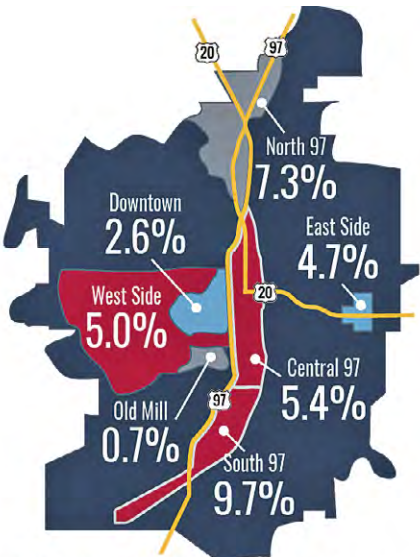 20
97
North 97
7.3%
Downtown
2.6%
East Side
4.7%
West Side
5.0%
20
Central 97
5.4%
Old Mill
0.7%
97
South 97
9.7%